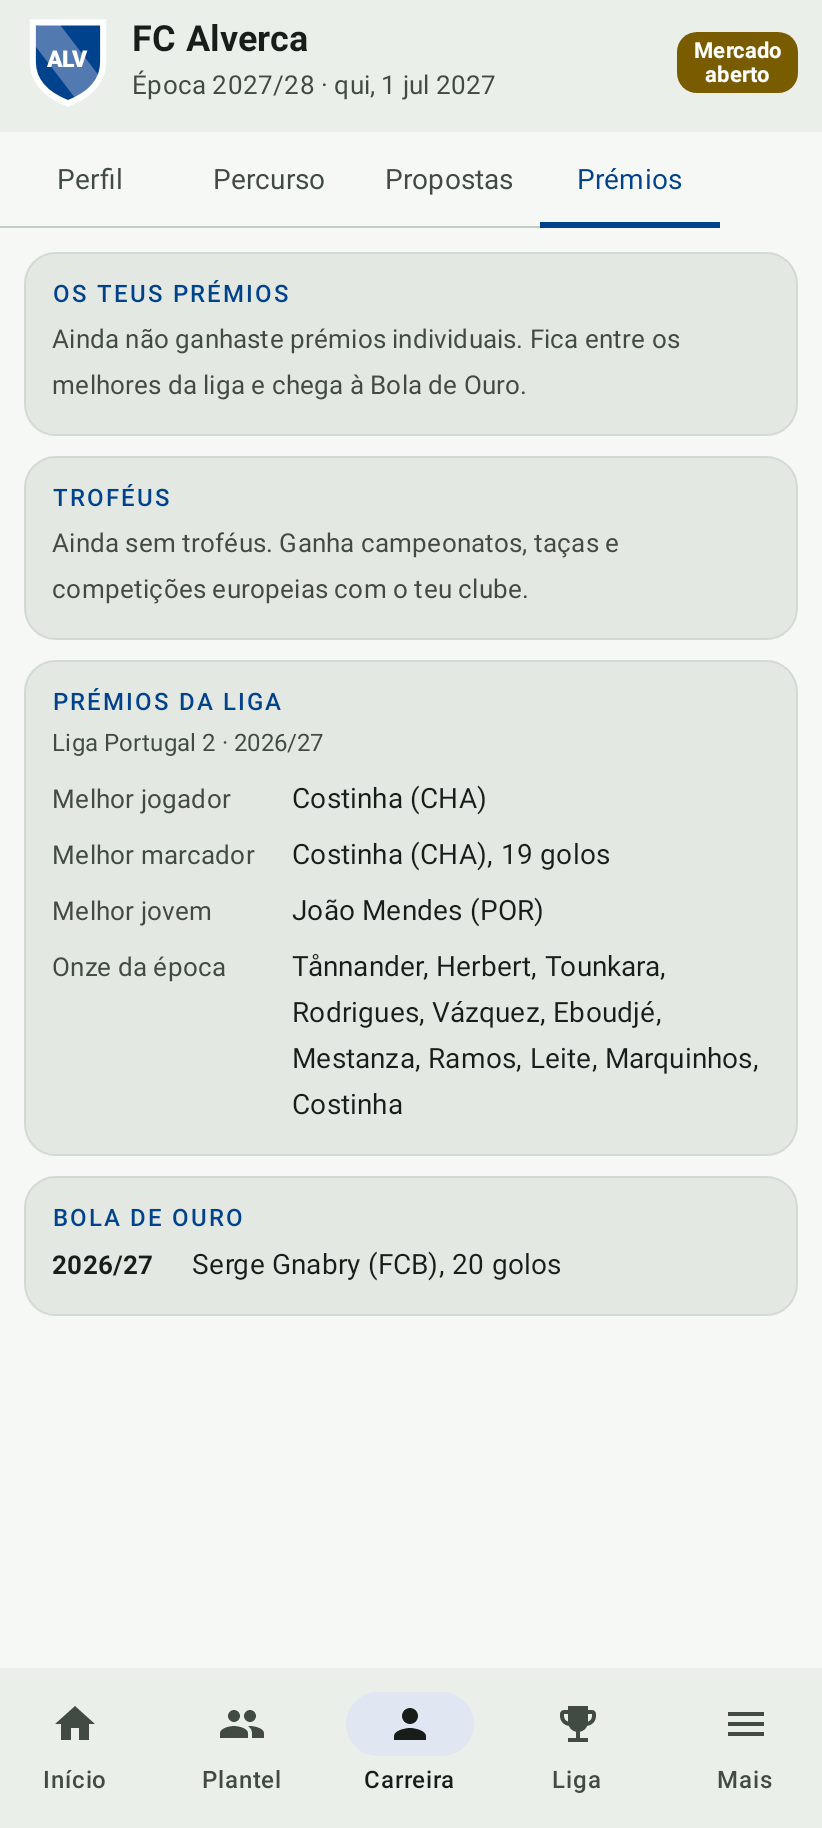 ALV
FC Alverca
Época 2027/28 · qui, 1 jul 2027
Mercado
aberto
Perfil
Percurso
Propostas
Prémios
OS TEUS PRÉMIOS
Ainda não ganhaste prémios individuais. Fica entre os
melhores da liga e chega à Bola de Ouro.
TROFÉUS
Ainda sem troféus. Ganha campeonatos, taças e
competições europeias com o teu clube.
PRÉMIOS DA LIGA
Liga Portugal 2 · 2026/27
Melhor jogador Costinha (CHA)
Melhor marcador Costinha (CHA), 19 golos
Melhor jovem João Mendes (POR)
Onze da época Tånnander, Herbert, Tounkara,
Rodrigues, Vázquez, Eboudjé,
Mestanza, Ramos, Leite, Marquinhos,
Costinha
BOLA DE OURO
2026/27 Serge Gnabry (FCB), 20 golos
Início
Plantel
Carreira
Liga
Mais